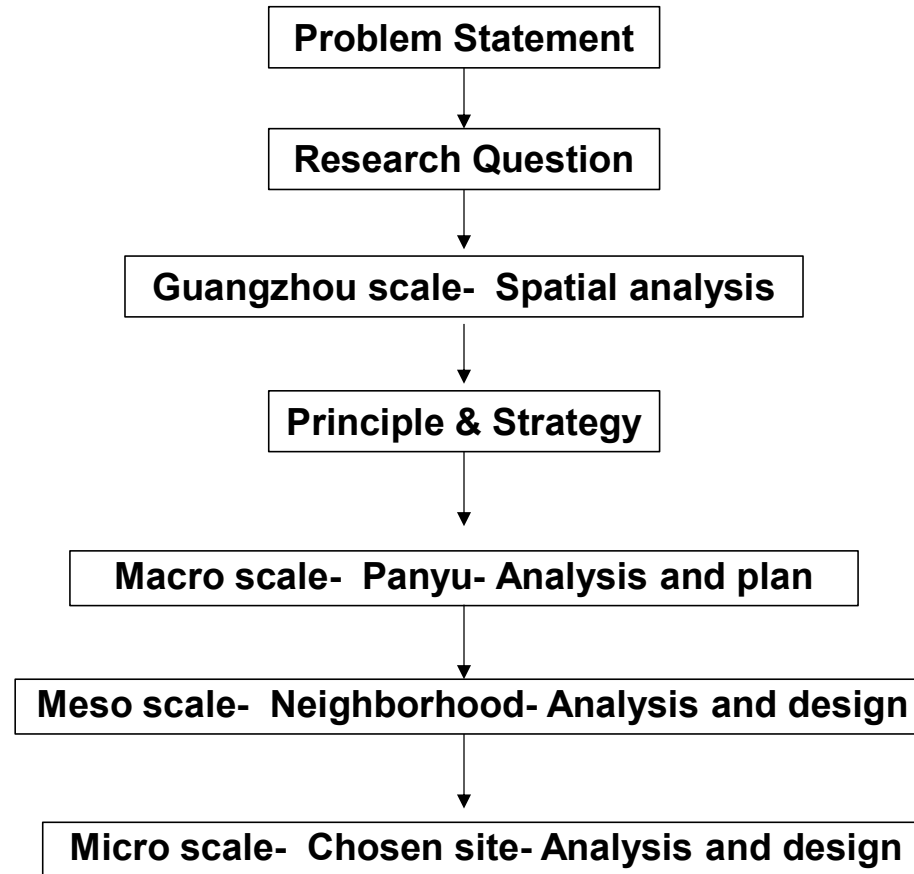 Problem Statement
Research Question
Guangzhou scale- Spatial analysis
Principle & Strategy
Macro scale- Panyu- Analysis and plan
Meso scale- Neighborhood- Analysis and design
Micro scale- Chosen site- Analysis and design